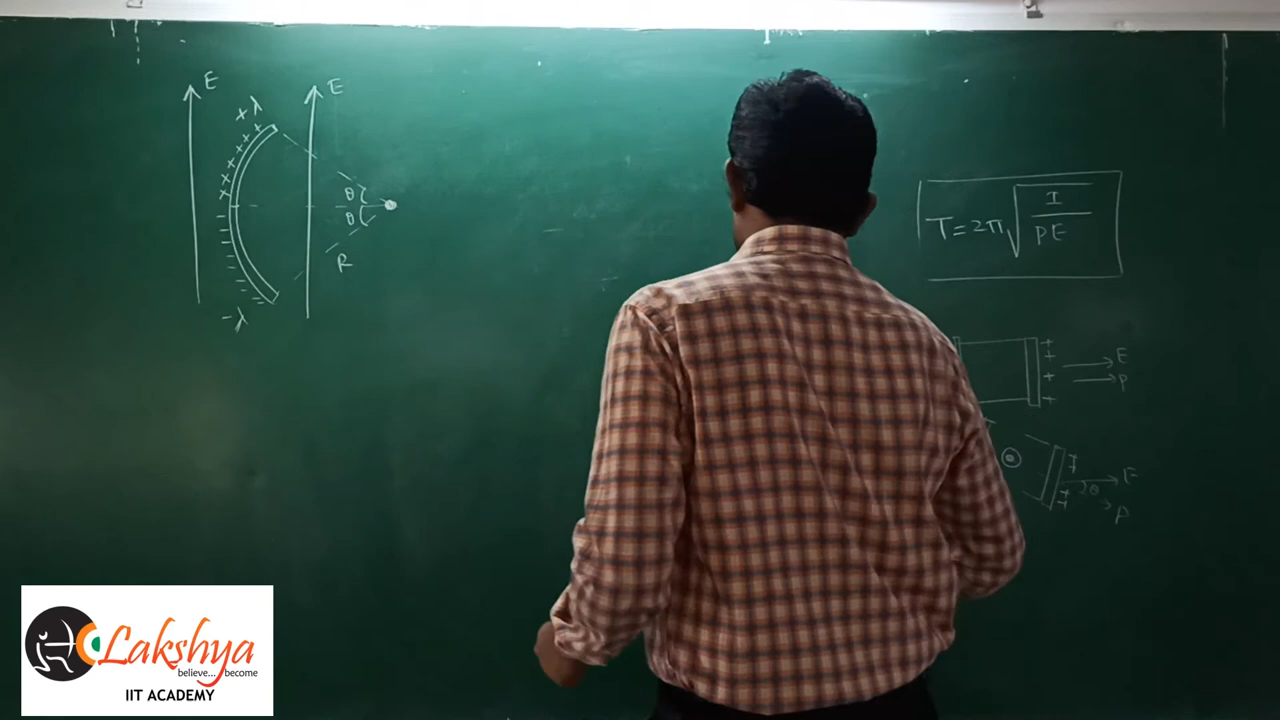 E
E
+λ
+ + + + + +
θ
θ
R
-λ
T = 2π√(I/PE)
+
+
+
+
E
P
E
2θ
P
Lakshya
believe... become
IIT ACADEMY